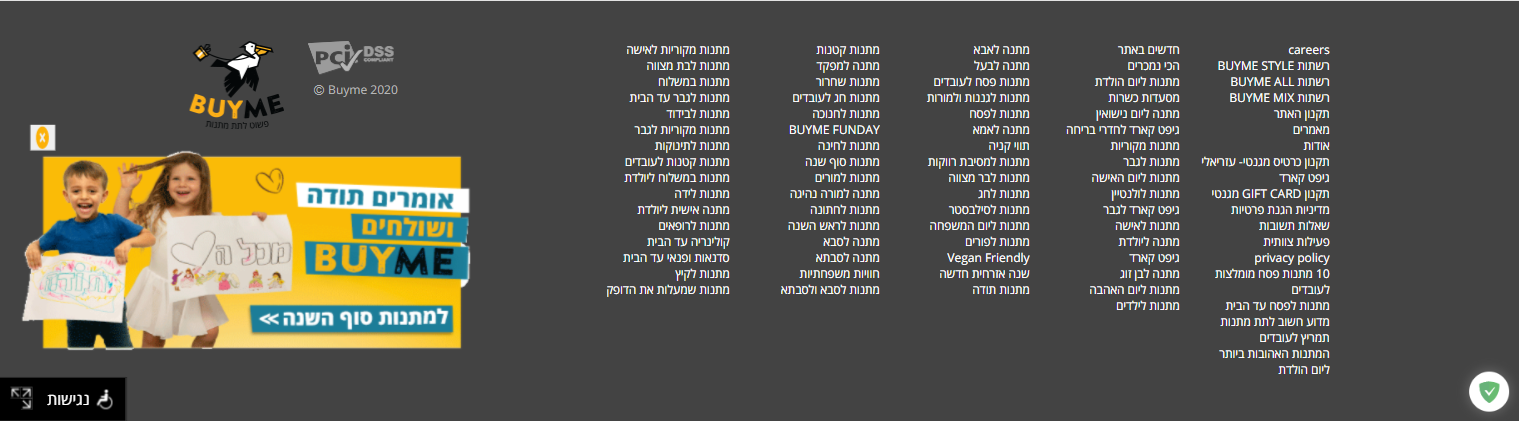 careers
רשתות BUYME STYLE
רשתות BUYME ALL
רשתות BUYME MIX
תקנון האתר
מאמרים
אודות
תקנון כרטיס מגנטי- עזריאלי
גיפט קארד
תקנון GIFT CARD מגנטי
מדיניות הגנת פרטיות
שאלות תשובות
פעילות צוותית
privacy policy
10 מתנות פסח מומלצות
לעובדים
מתנות לפסח עד הבית
מדוע חשוב לתת מתנות
תמריץ לעובדים
המתנות האהובות ביותר
ליום הולדת
חדשים באתר
הכי נמכרים
מתנות ליום הולדת
מסעדות כשרות
מתנה ליום נישואין
גיפט קארד לחדרי בריחה
מתנות מקוריות
מתנות לגבר
מתנות ליום האישה
מתנות לולנטיין
גיפט קארד לגבר
מתנות לאישה
מתנה ליולדת
גיפט קארד
מתנה לבן זוג
מתנות ליום האהבה
מתנות לילדים
מתנה לאבא
מתנה לבעל
מתנות פסח לעובדים
מתנות לגננות ולמורות
מתנות לפסח
מתנה לאמא
תווי קניה
מתנות למסיבת רווקות
מתנות לבר מצווה
מתנות לחג
מתנות לסילבסטר
מתנות ליום המשפחה
מתנות לפורים
Vegan Friendly
שנה אזרחית חדשה
מתנות תודה
מתנות קטנות
מתנה למפקד
מתנות שחרור
מתנות חג לעובדים
מתנות לחנוכה
BUYME FUNDAY
מתנות לחינה
מתנות סוף שנה
מתנות למורים
מתנה למורה נהיגה
מתנות לחתונה
מתנות לראש השנה
מתנה לסבא
מתנה לסבתא
חוויות משפחתיות
מתנות לסבא ולסבתא
מתנות מקוריות לאישה
מתנות לבת מצווה
מתנות במשלוח
מתנות לגבר עד הבית
מתנות לבידוד
מתנות מקוריות לגבר
מתנות לתינוקות
מתנות קטנות לעובדים
מתנות במשלוח ליולדת
מתנות לידה
מתנה אישית ליולדת
מתנות לרופאים
קולינריה עד הבית
סדנאות ופנאי עד הבית
מתנות לקיץ
מתנות שמעלות את הדופק
PCI DSS
COMPLIANT
© Buyme 2020
BUYME
פשוט לתת מתנות
X
אומרים תודה
ושולחים
BUYME
למתנות סוף השנה >>
מכל ה
תודה
נגישות